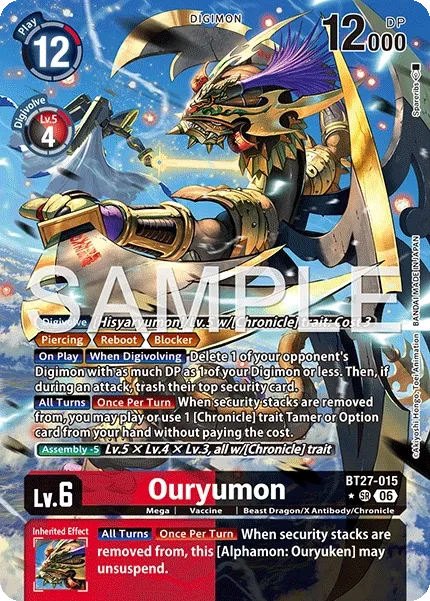 Play
12
DIGIMON
12000
DP
Digivolve
Lv.5
4
Spareribs
©Akiyoshi Hongo, Toei Animation BANDAI MADE IN JAPAN
SAMPLE
Digivolve [Hisyaryumon]/Lv.5 w/[Chronicle] trait: Cost 3
Piercing Reboot Blocker
On Play When Digivolving Delete 1 of your opponent's
Digimon with as much DP as 1 of your Digimon or less. Then, if
during an attack, trash their top security card.
All Turns Once Per Turn When security stacks are removed
from, you may play or use 1 [Chronicle] trait Tamer or Option
card from your hand without paying the cost.
Assembly -5 Lv.5 × Lv.4 × Lv.3, all w/[Chronicle] trait
Lv.6
Ouryumon
BT27-015
SR 06
Mega | Vaccine | Beast Dragon/X Antibody/Chronicle
Inherited Effect
All Turns Once Per Turn When security stacks are
removed from, this [Alphamon: Ouryuken] may
unsuspend.